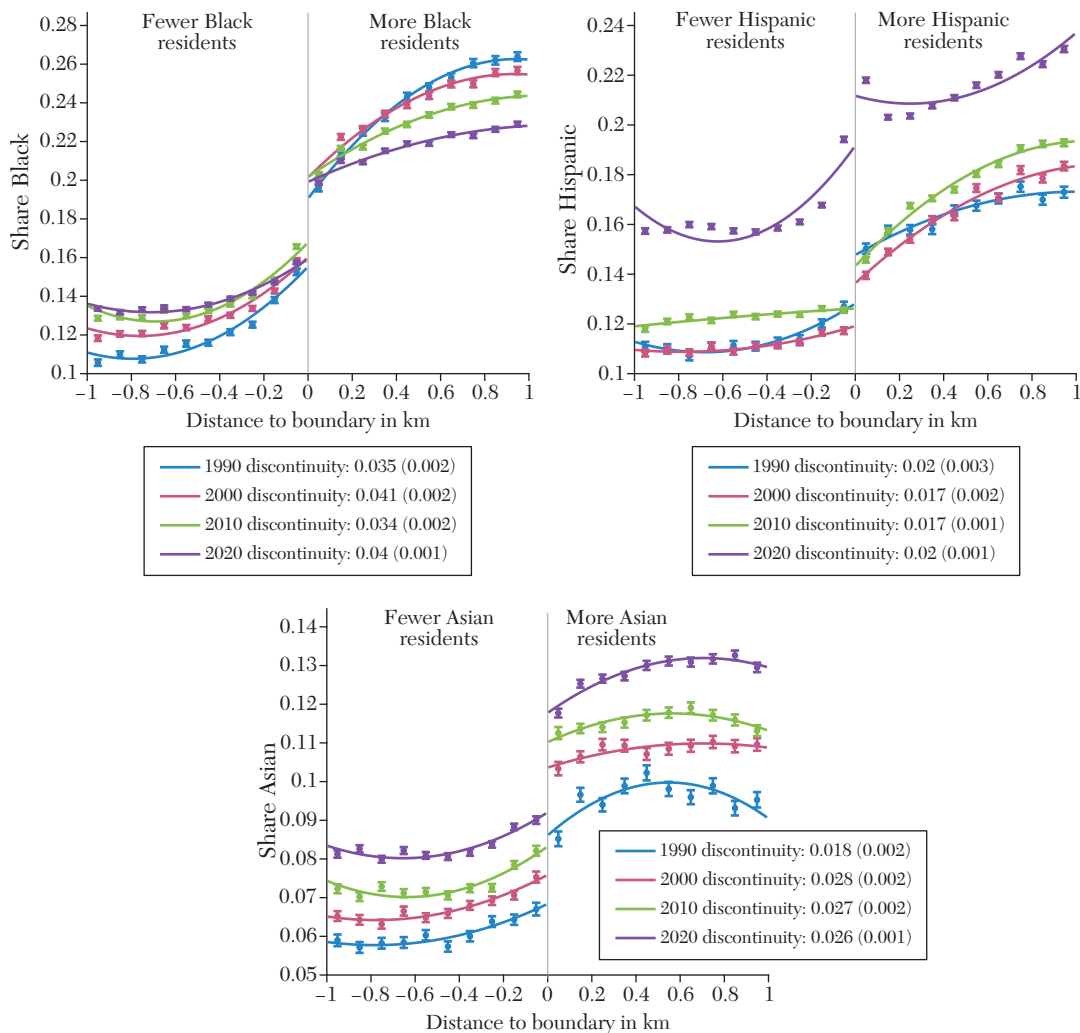 Fewer Black
residents
More Black
residents
0.28
0.26
0.24
0.22
0.2
0.18
0.16
0.14
0.12
0.1
Share Black
−1 −0.8 −0.6 −0.4 −0.2 0 0.2 0.4 0.6 0.8 1
Distance to boundary in km
1990 discontinuity: 0.035 (0.002)
2000 discontinuity: 0.041 (0.002)
2010 discontinuity: 0.034 (0.002)
2020 discontinuity: 0.04 (0.001)
Fewer Hispanic
residents
More Hispanic
residents
0.24
0.22
0.2
0.18
0.16
0.14
0.12
0.1
Share Hispanic
−1 −0.8 −0.6 −0.4 −0.2 0 0.2 0.4 0.6 0.8 1
Distance to boundary in km
1990 discontinuity: 0.02 (0.003)
2000 discontinuity: 0.017 (0.002)
2010 discontinuity: 0.017 (0.001)
2020 discontinuity: 0.02 (0.001)
Fewer Asian
residents
More Asian
residents
0.14
0.13
0.12
0.11
0.1
0.09
0.08
0.07
0.06
0.05
Share Asian
−1 −0.8 −0.6 −0.4 −0.2 0 0.2 0.4 0.6 0.8 1
Distance to boundary in km
1990 discontinuity: 0.018 (0.002)
2000 discontinuity: 0.028 (0.002)
2010 discontinuity: 0.027 (0.002)
2020 discontinuity: 0.026 (0.001)